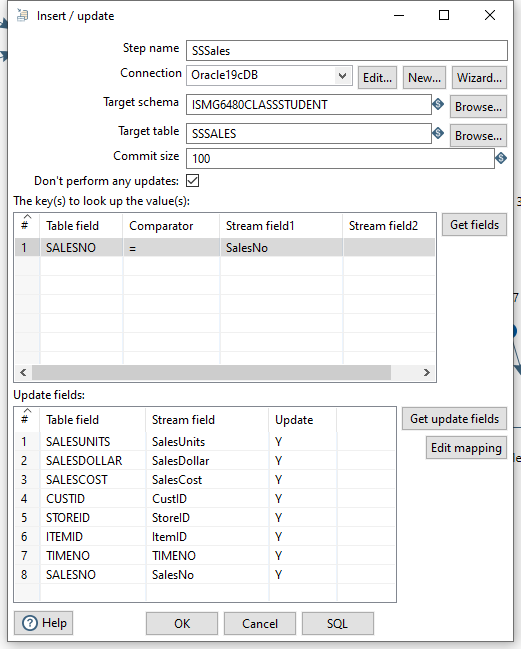 Insert / update
Step name SSSales
Connection Oracle19cDB Edit... New... Wizard...
Target schema ISMG6480CLASSSTUDENT Browse...
Target table SSSALES Browse...
Commit size 100
Don't perform any updates:
The key(s) to look up the value(s):
# Table field Comparator Stream field1 Stream field2 Get fields
1 SALESNO = SalesNo
Update fields:
# Table field Stream field Update Get update fields
1 SALESUNITS SalesUnits Y Edit mapping
2 SALESDOLLAR SalesDollar Y
3 SALESCOST SalesCost Y
4 CUSTID CustID Y
5 STOREID StoreID Y
6 ITEMID ItemID Y
7 TIMENO TIMENO Y
8 SALESNO SalesNo Y
Help OK Cancel SQL